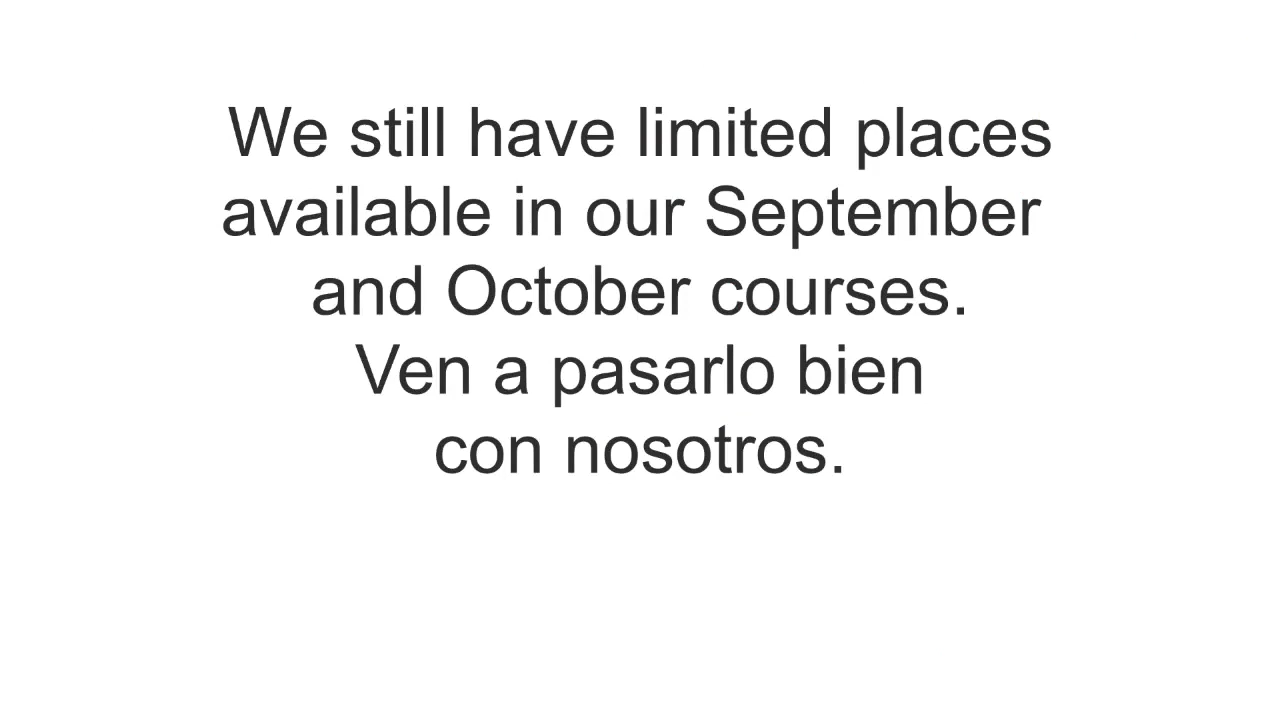 We still have limited places
available in our September
and October courses.
Ven a pasarlo bien
con nosotros.